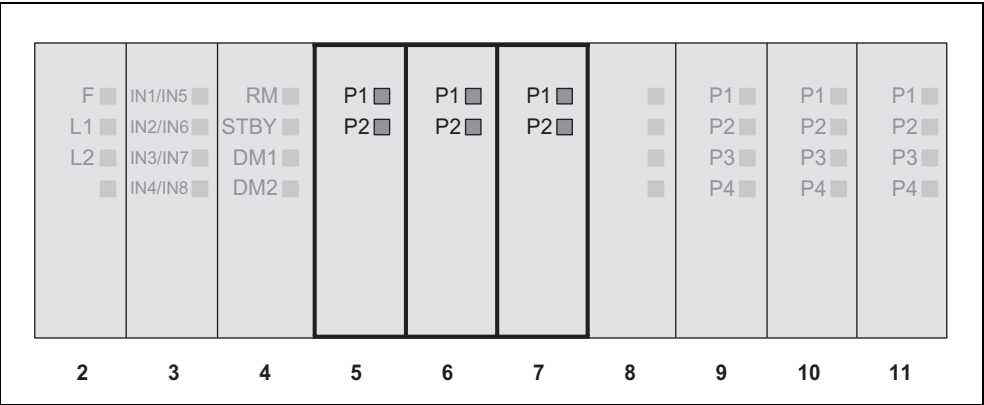 F IN1/IN5 RM P1 P1 P1 P1 P1 P1
L1 IN2/IN6 STBY P2 P2 P2 P2 P2 P2
L2 IN3/IN7 DM1 P3 P3 P3
IN4/IN8 DM2 P4 P4 P4
2 3 4 5 6 7 8 9 10 11